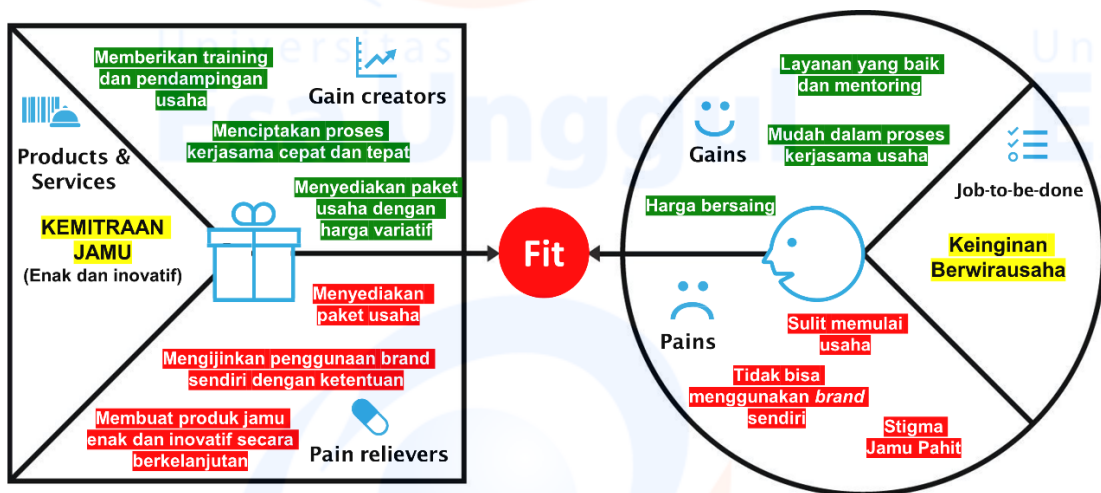 Universitas
Esa Unggul
Un
E
Memberikan training
dan pendampingan
usaha
Gain creators
Menciptakan proses
kerjasama cepat dan tepat
Products &
Services
Menyediakan paket
usaha dengan
harga variatif
KEMITRAAN
JAMU
(Enak dan inovatif)
Menyediakan
paket usaha
Mengijinkan penggunaan brand
sendiri dengan ketentuan
Membuat produk jamu
enak dan inovatif secara
berkelanjutan
Pain relievers
Fit
Layanan yang baik
dan mentoring
Gains
Mudah dalam proses
kerjasama usaha
Harga bersaing
Job-to-be-done
Keinginan
Berwirausaha
Pains
Sulit memulai
usaha
Tidak bisa
menggunakan brand
sendiri
Stigma
Jamu Pahit